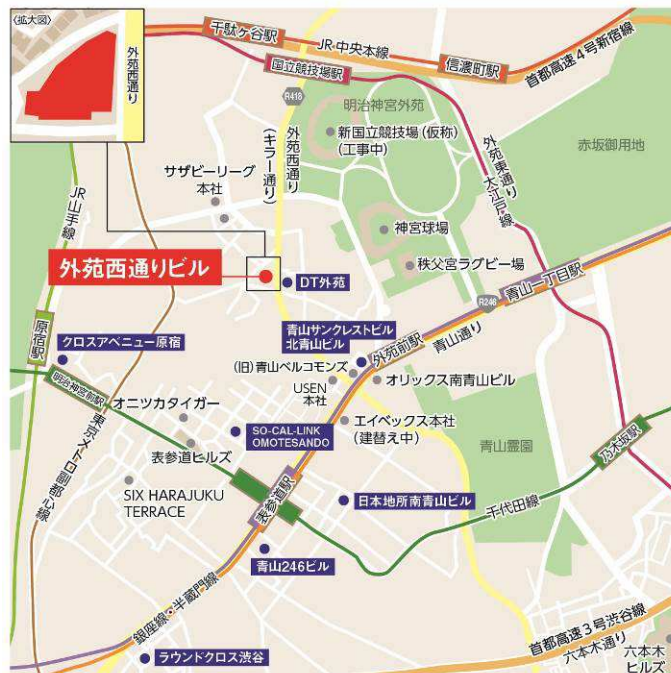 〈拡大図〉
外苑西通り
千駄ケ谷駅
JR-中央本線
信濃町駅
首都高速4号新宿線
国立競技場駅
R418
外苑西通り
(キラー通り)
明治神宮外苑
新国立競技場(仮称)
(工事中)
外苑東通り
大江戸線
赤坂御用地
サザビーリーグ
本社
神宮球場
秩父宮ラグビー場
JR山手線
外苑西通りビル
DT外苑
R246
青山一丁目駅
青山通り
外苑前駅
青山サンクレストビル
北青山ビル
原宿駅
クロスアベニュー原宿
明治神宮前駅
(旧)青山ベルコモンズ
USEN
本社
オリックス南青山ビル
オニツカタイガー
SO-CAL-LINK
OMOTESANDO
エイベックス本社
(建替え中)
青山霊園
乃木坂駅
表参道ヒルズ
東京メトロ副都心線
SIX HARAJUKU
TERRACE
表参道駅
日本地所南青山ビル
千代田線
青山246ビル
銀座線・半蔵門線
首都高速3号渋谷線
六本木通り
六本木
ヒルズ
ラウンドクロス渋谷